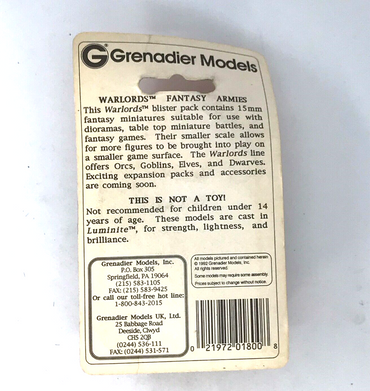 G Grenadier Models
WARLORDS™ FANTASY ARMIES
This Warlords™ blister pack contains 15mm
fantasy miniatures suitable for use with
dioramas, table top miniature battles, and
fantasy games. Their smaller scale allows
for more figures to be brought into play on
a smaller game surface. The Warlords line
offers Orcs, Goblins, Elves, and Dwarves.
Exciting expansion packs and accessories
are coming soon.
THIS IS NOT A TOY!
Not recommended for children under 14
years of age. These models are cast in
Luminite™, for strength, lightness, and
brilliance.
Grenadier Models, Inc.
P.O. Box 305
Springfield, PA 19064
(215) 583-1105
FAX: (215) 583-9425
Or call our toll-free hot line:
1-800-843-2015
Grenadier Models UK, Ltd.
25 Babbage Road
Deeside, Clwyd
CH5 2QB
(0244) 536-111
FAX: (0244) 531-571
All models pictured and contained herein
© 1992 Grenadier Models, Inc.
All rights reserved.
Some models may require some assembly.
Prices subject to change without notice.
0 21972 01800 8